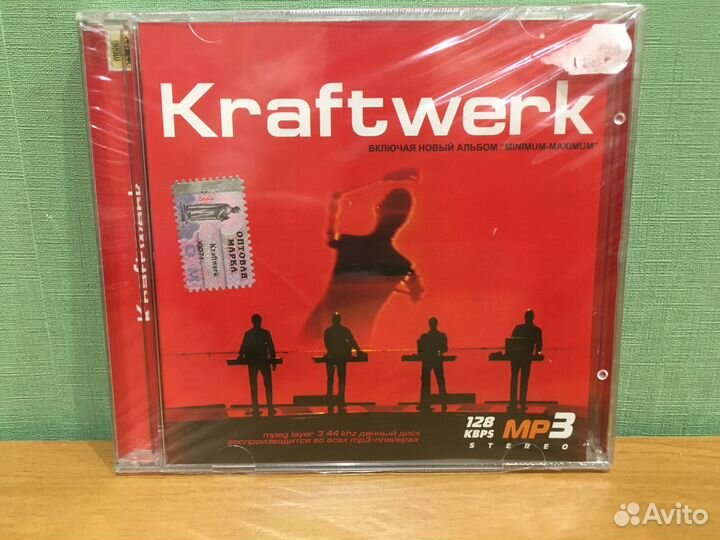 Kraftwerk
ВКЛЮЧАЯ НОВЫЙ АЛЬБОМ "MINIMUM-MAXIMUM"
ОПТОВАЯ
МАРКА
Kraftwerk
Kraftwerk
mpeg layer 3 44 khz данный диск
воспроизводится во всех mp3-плейерах
128
KBPS
MP3
STEREO
Avito